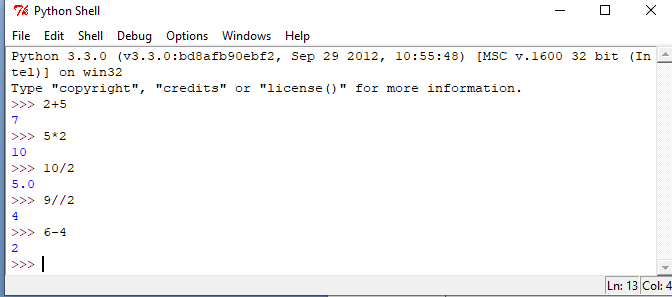 Python Shell
File Edit Shell Debug Options Windows Help
Python 3.3.0 (v3.3.0:bd8afb90ebf2, Sep 29 2012, 10:55:48) [MSC v.1600 32 bit (In
tel)] on win32
Type "copyright", "credits" or "license()" for more information.
>>> 2+5
7
>>> 5*2
10
>>> 10/2
5.0
>>> 9//2
4
>>> 6-4
2
>>>
Ln: 13 Col: 4